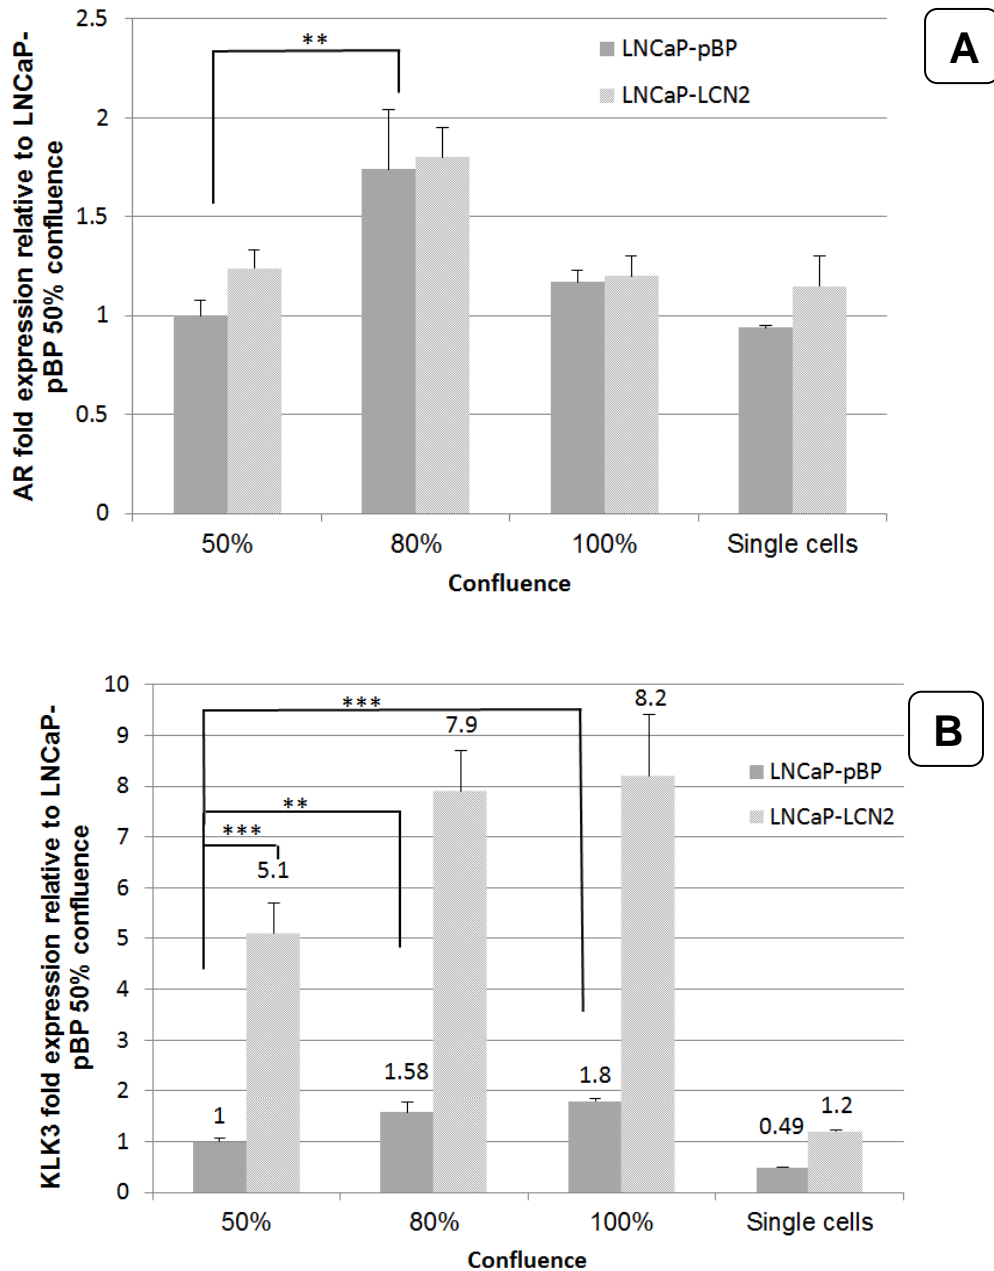 A
AR fold expression relative to LNCaP-
pBP 50% confluence
2.5
2
1.5
1
0.5
0
**
LNCaP-pBP
LNCaP-LCN2
50%
80%
100%
Single cells
Confluence
B
KLK3 fold expression relative to LNCaP-
pBP 50% confluence
10
9
8
7
6
5
4
3
2
1
0
***
**
***
LNCaP-pBP
LNCaP-LCN2
1
5.1
1.58
7.9
1.8
8.2
0.49
1.2
50%
80%
100%
Single cells
Confluence